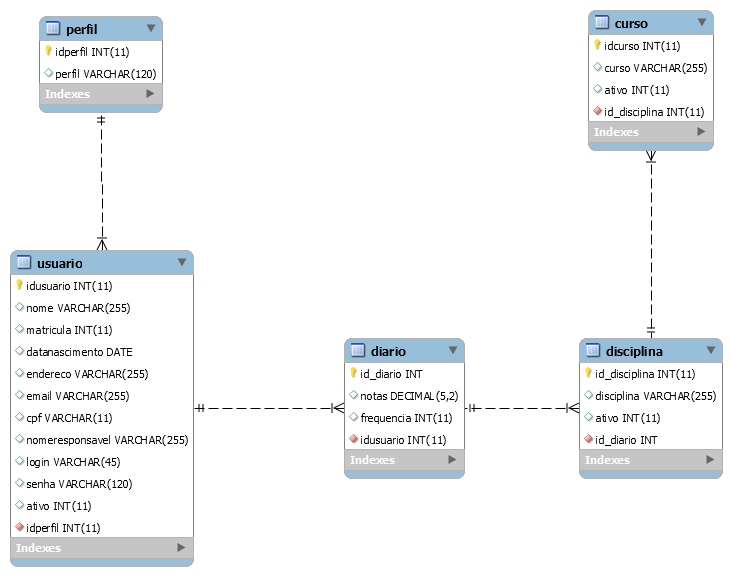 perfil
idperfil INT(11)
perfil VARCHAR(120)
Indexes
curso
idcurso INT(11)
curso VARCHAR(255)
ativo INT(11)
id_disciplina INT(11)
Indexes
usuario
idusuario INT(11)
nome VARCHAR(255)
matricula INT(11)
datanascimento DATE
endereco VARCHAR(255)
email VARCHAR(255)
cpf VARCHAR(11)
nomeresponsavel VARCHAR(255)
login VARCHAR(45)
senha VARCHAR(120)
ativo INT(11)
idperfil INT(11)
Indexes
diario
id_diario INT
notas DECIMAL(5,2)
frequencia INT(11)
idusuario INT(11)
Indexes
disciplina
id_disciplina INT(11)
disciplina VARCHAR(255)
ativo INT(11)
id_diario INT
Indexes